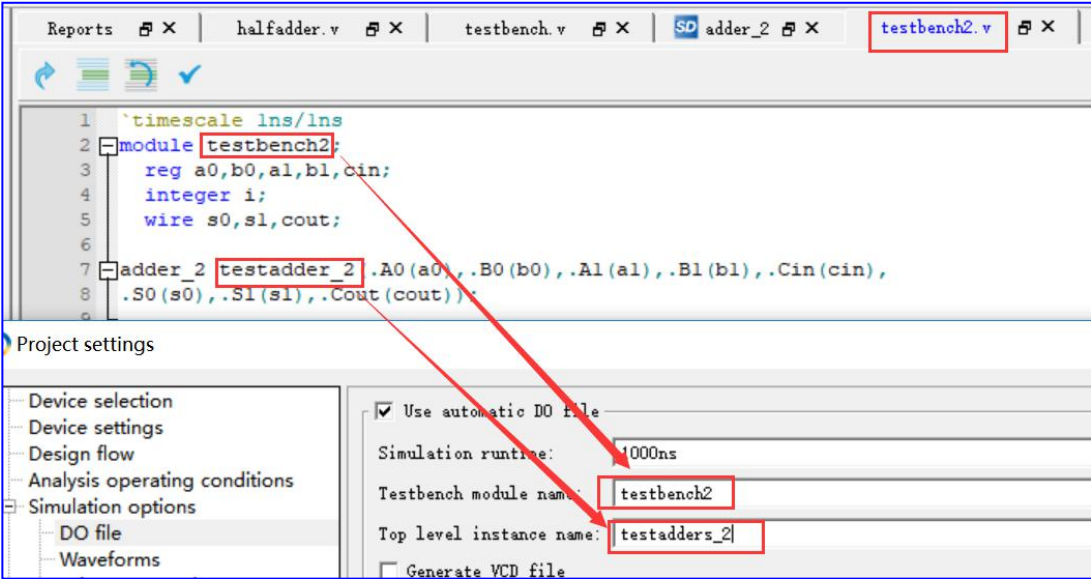 Reports halfadder.v testbench.v SD adder_2 testbench2.v
1 `timescale 1ns/1ns
2 module testbench2;
3 reg a0,b0,a1,b1,cin;
4 integer i;
5 wire s0,s1,cout;
6
7 adder_2 testadder_2(.A0(a0),.B0(b0),.A1(a1),.B1(b1),.Cin(cin),
8 .S0(s0),.S1(s1),.Cout(cout));
9
Project settings
Device selection
Device settings
Design flow
Analysis operating conditions
Simulation options
DO file
Waveforms
Use automatic DO file
Simulation runtime: 1000ns
Testbench module name: testbench2
Top level instance name: testadders_2
Generate VCD file